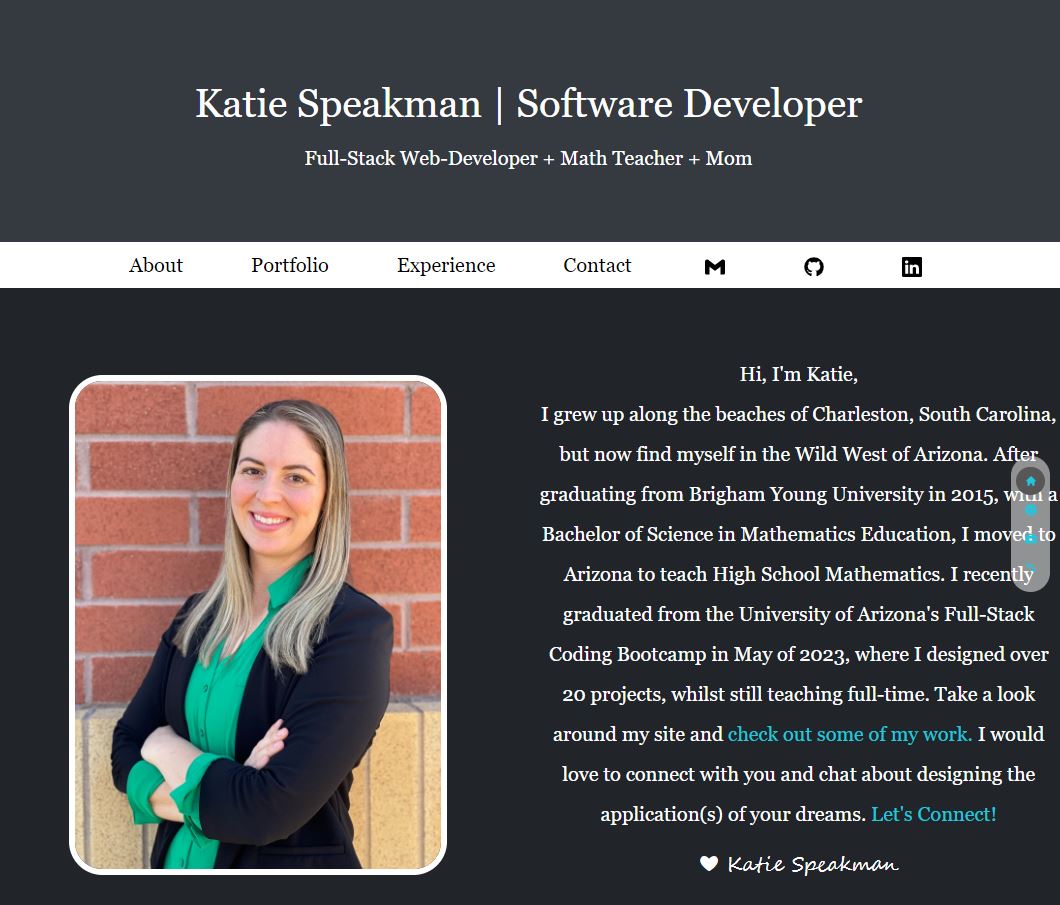 Katie Speakman | Software Developer
Full-Stack Web-Developer + Math Teacher + Mom
About Portfolio Experience Contact
Hi, I'm Katie,
I grew up along the beaches of Charleston, South Carolina,
but now find myself in the Wild West of Arizona. After
graduating from Brigham Young University in 2015, with a
Bachelor of Science in Mathematics Education, I moved to
Arizona to teach High School Mathematics. I recently
graduated from the University of Arizona's Full-Stack
Coding Bootcamp in May of 2023, where I designed over
20 projects, whilst still teaching full-time. Take a look
around my site and check out some of my work. I would
love to connect with you and chat about designing the
application(s) of your dreams. Let's Connect!
Katie Speakman